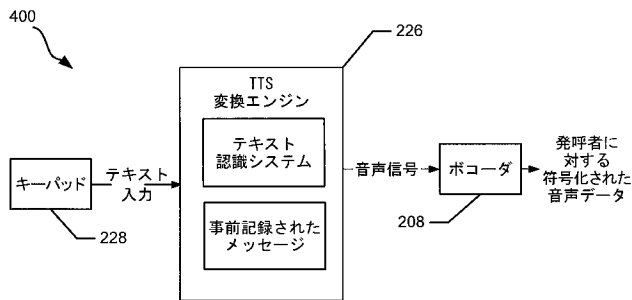 400
226
TTS
変換エンジン
テキスト
認識システム
事前記録された
メッセージ
キーパッド
228
テキスト
入力
音声信号
ボコーダ
208
発呼者に
対する
符号化された
音声データ